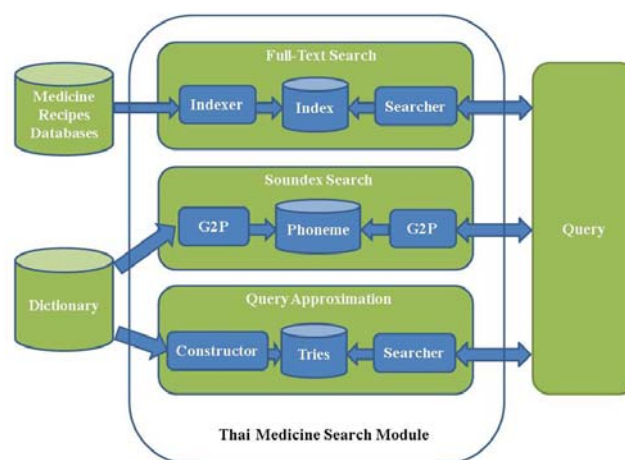 Full-Text Search
Medicine
Recipes
Databases
Indexer
Index
Searcher
Soundex Search
G2P
Phoneme
G2P
Query
Dictionary
Query Approximation
Constructor
Tries
Searcher
Thai Medicine Search Module